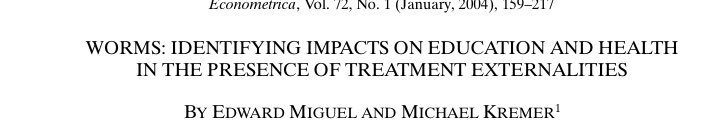 Econometrica, Vol. 72, No. 1 (January, 2004), 159–217
WORMS: IDENTIFYING IMPACTS ON EDUCATION AND HEALTH
IN THE PRESENCE OF TREATMENT EXTERNALITIES
BY EDWARD MIGUEL AND MICHAEL KREMER¹